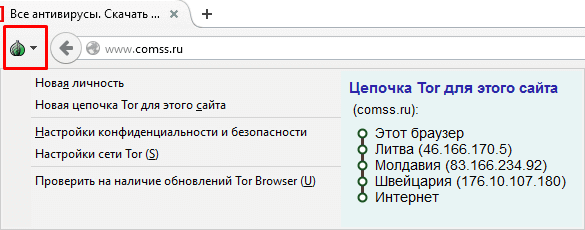 Все антивирусы. Скачать ...
www.comss.ru
Новая личность
Новая цепочка Tor для этого сайта
Настройки конфиденциальности и безопасности
Настройки сети Tor (S)
Проверить на наличие обновлений Tor Browser (U)
Цепочка Tor для этого сайта
(comss.ru):
Этот браузер
Литва (46.166.170.5)
Молдавия (83.166.234.92)
Швейцария (176.10.107.180)
Интернет